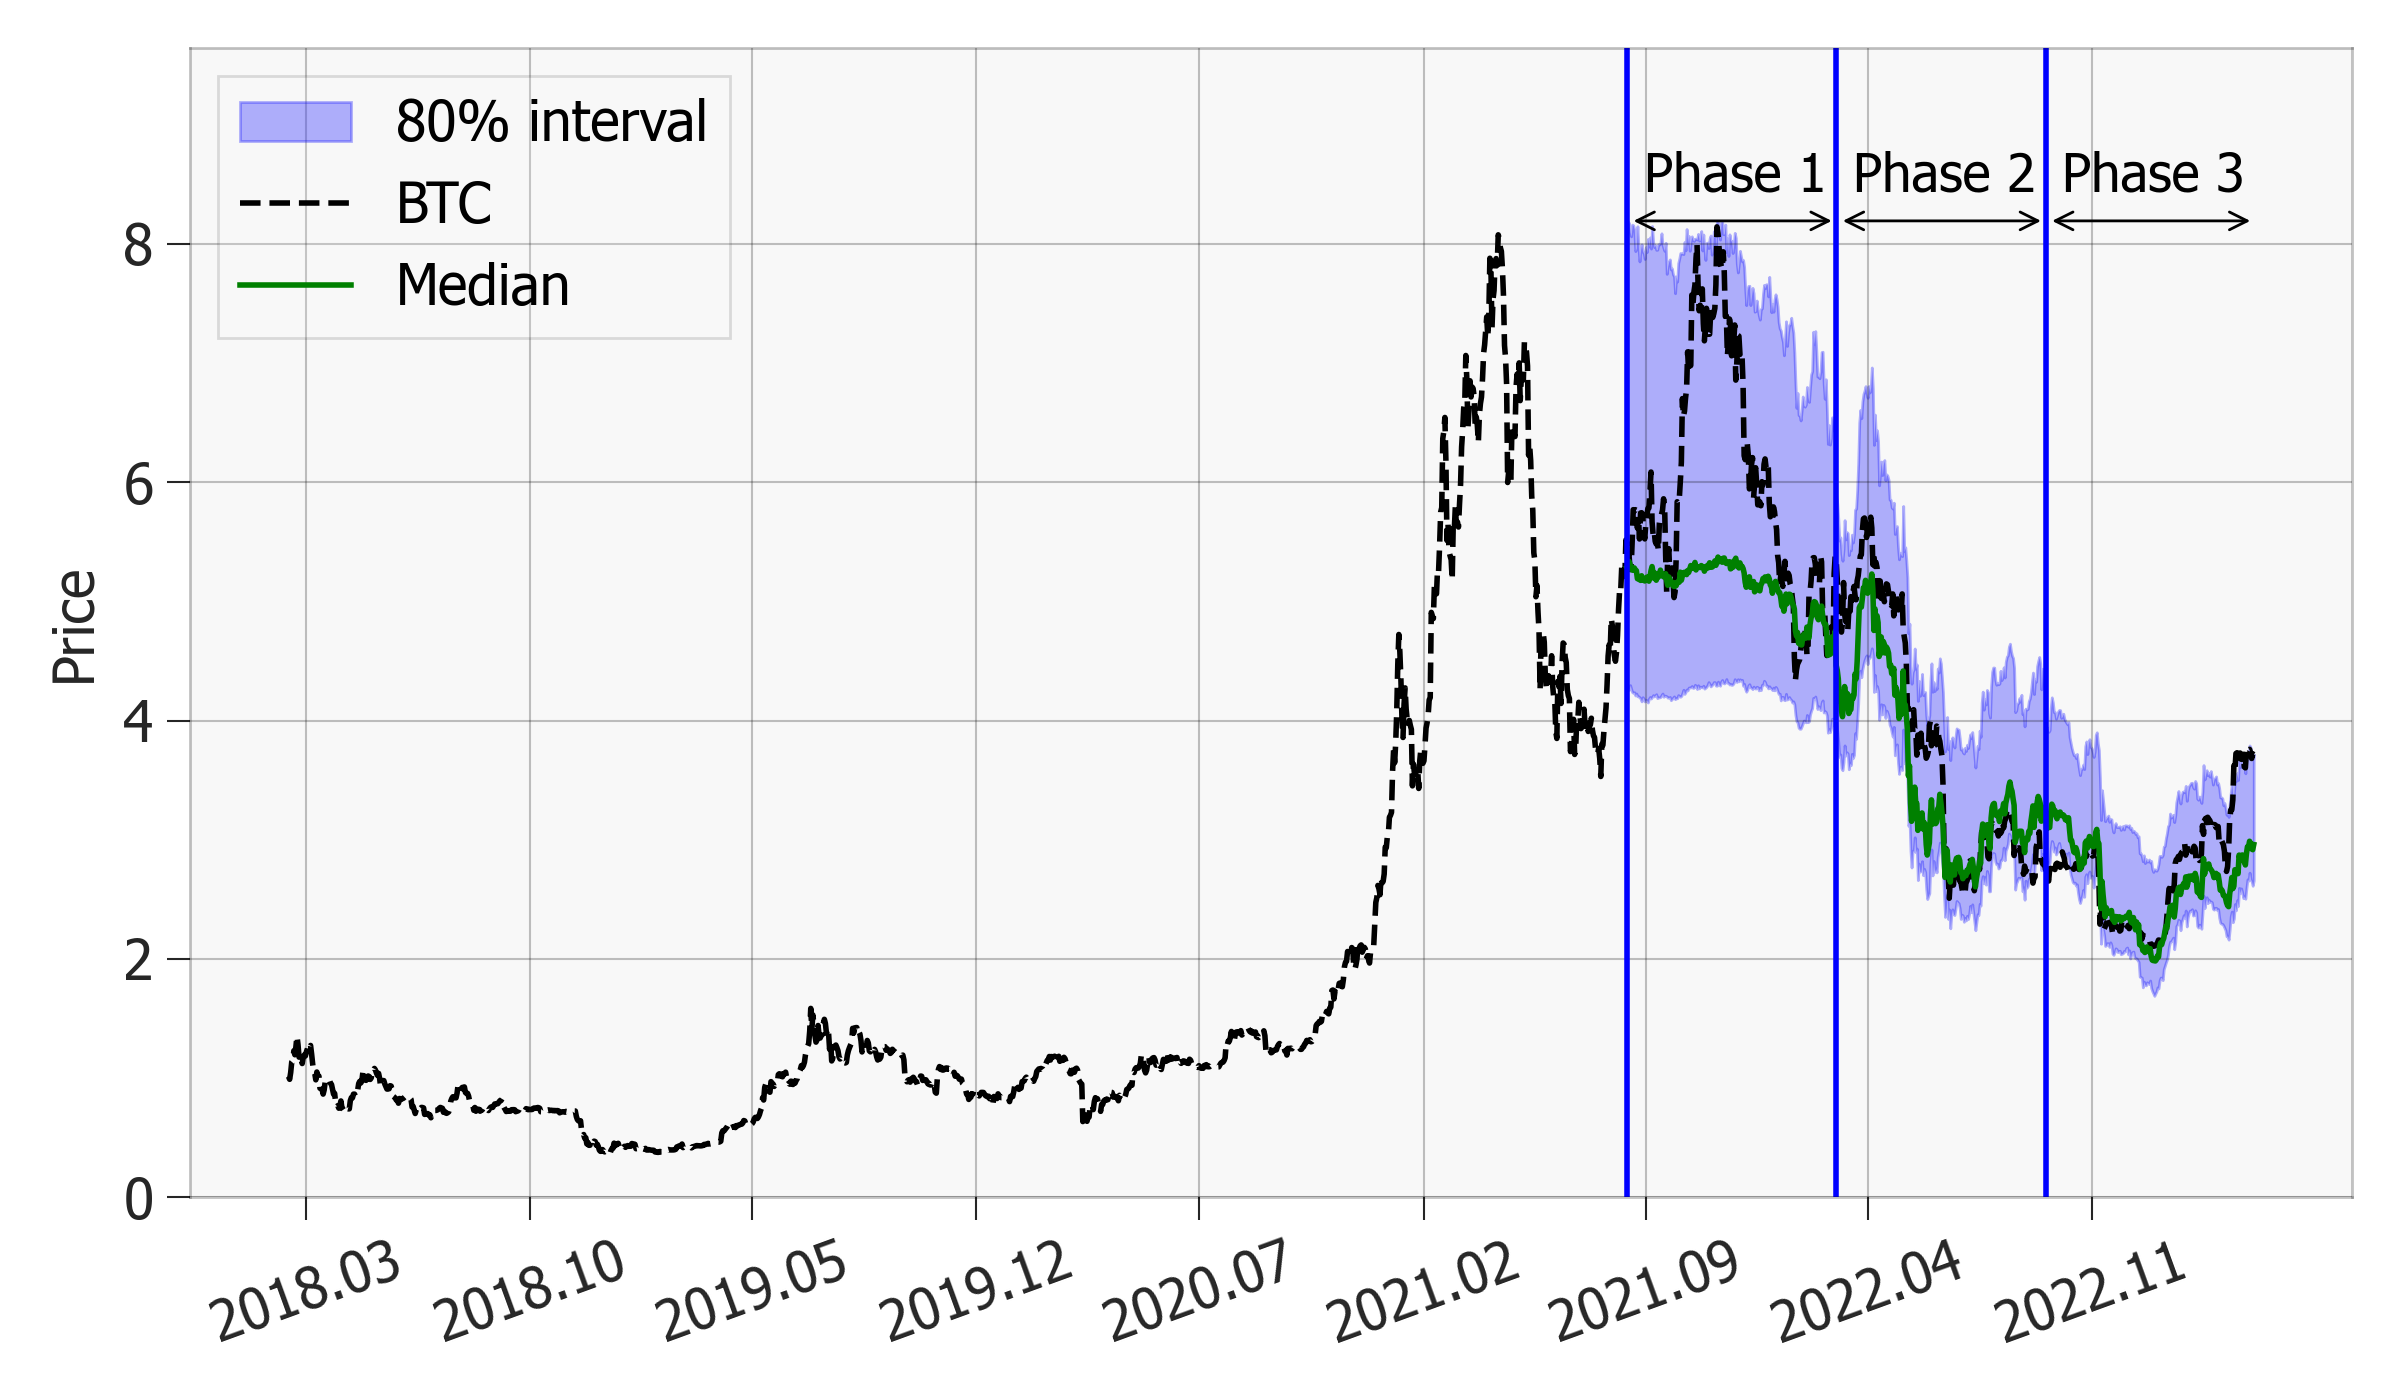 80% interval
BTC
Median
Phase 1
Phase 2
Phase 3
Price
8
6
4
2
0
2018.03
2018.10
2019.05
2019.12
2020.07
2021.02
2021.09
2022.04
2022.11